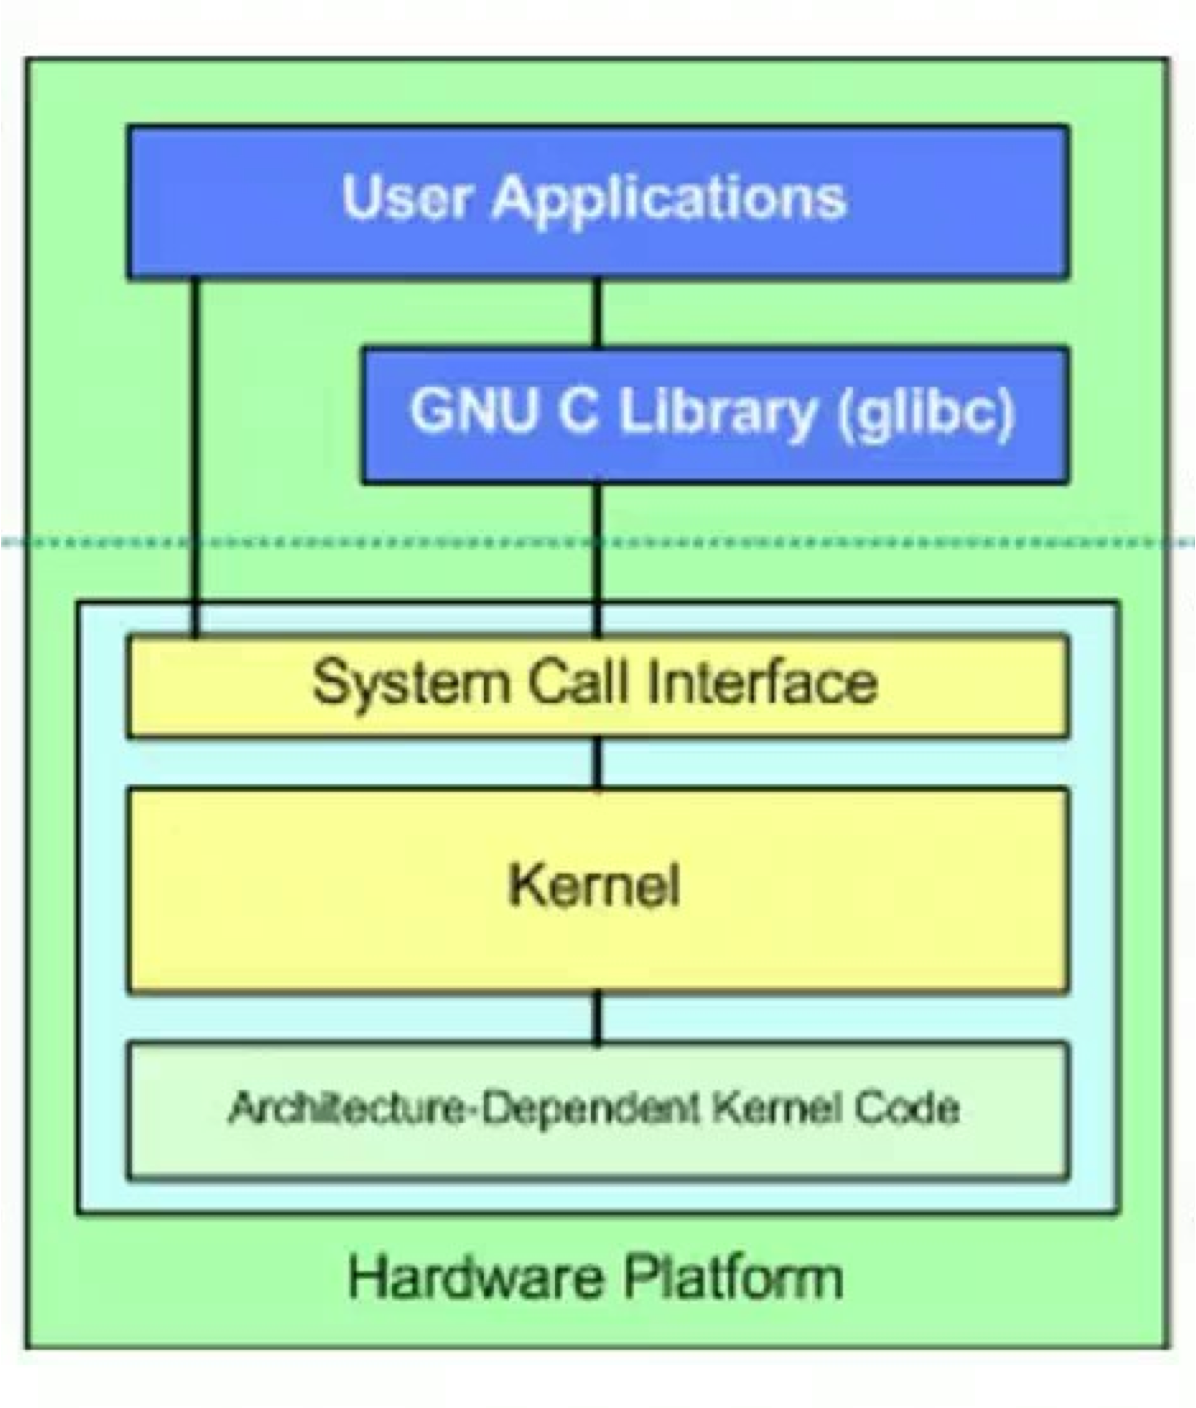 User Applications
GNU C Library (glibc)
System Call Interface
Kernel
Architecture-Dependent Kernel Code
Hardware Platform